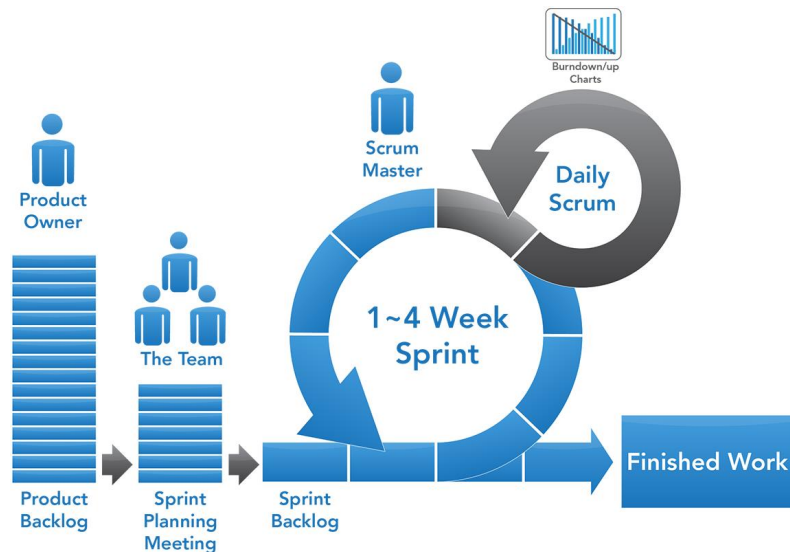 Burndown/up
Charts
Scrum
Master
Daily
Scrum
Product
Owner
The Team
1~4 Week
Sprint
Finished Work
Product
Backlog
Sprint
Planning
Meeting
Sprint
Backlog